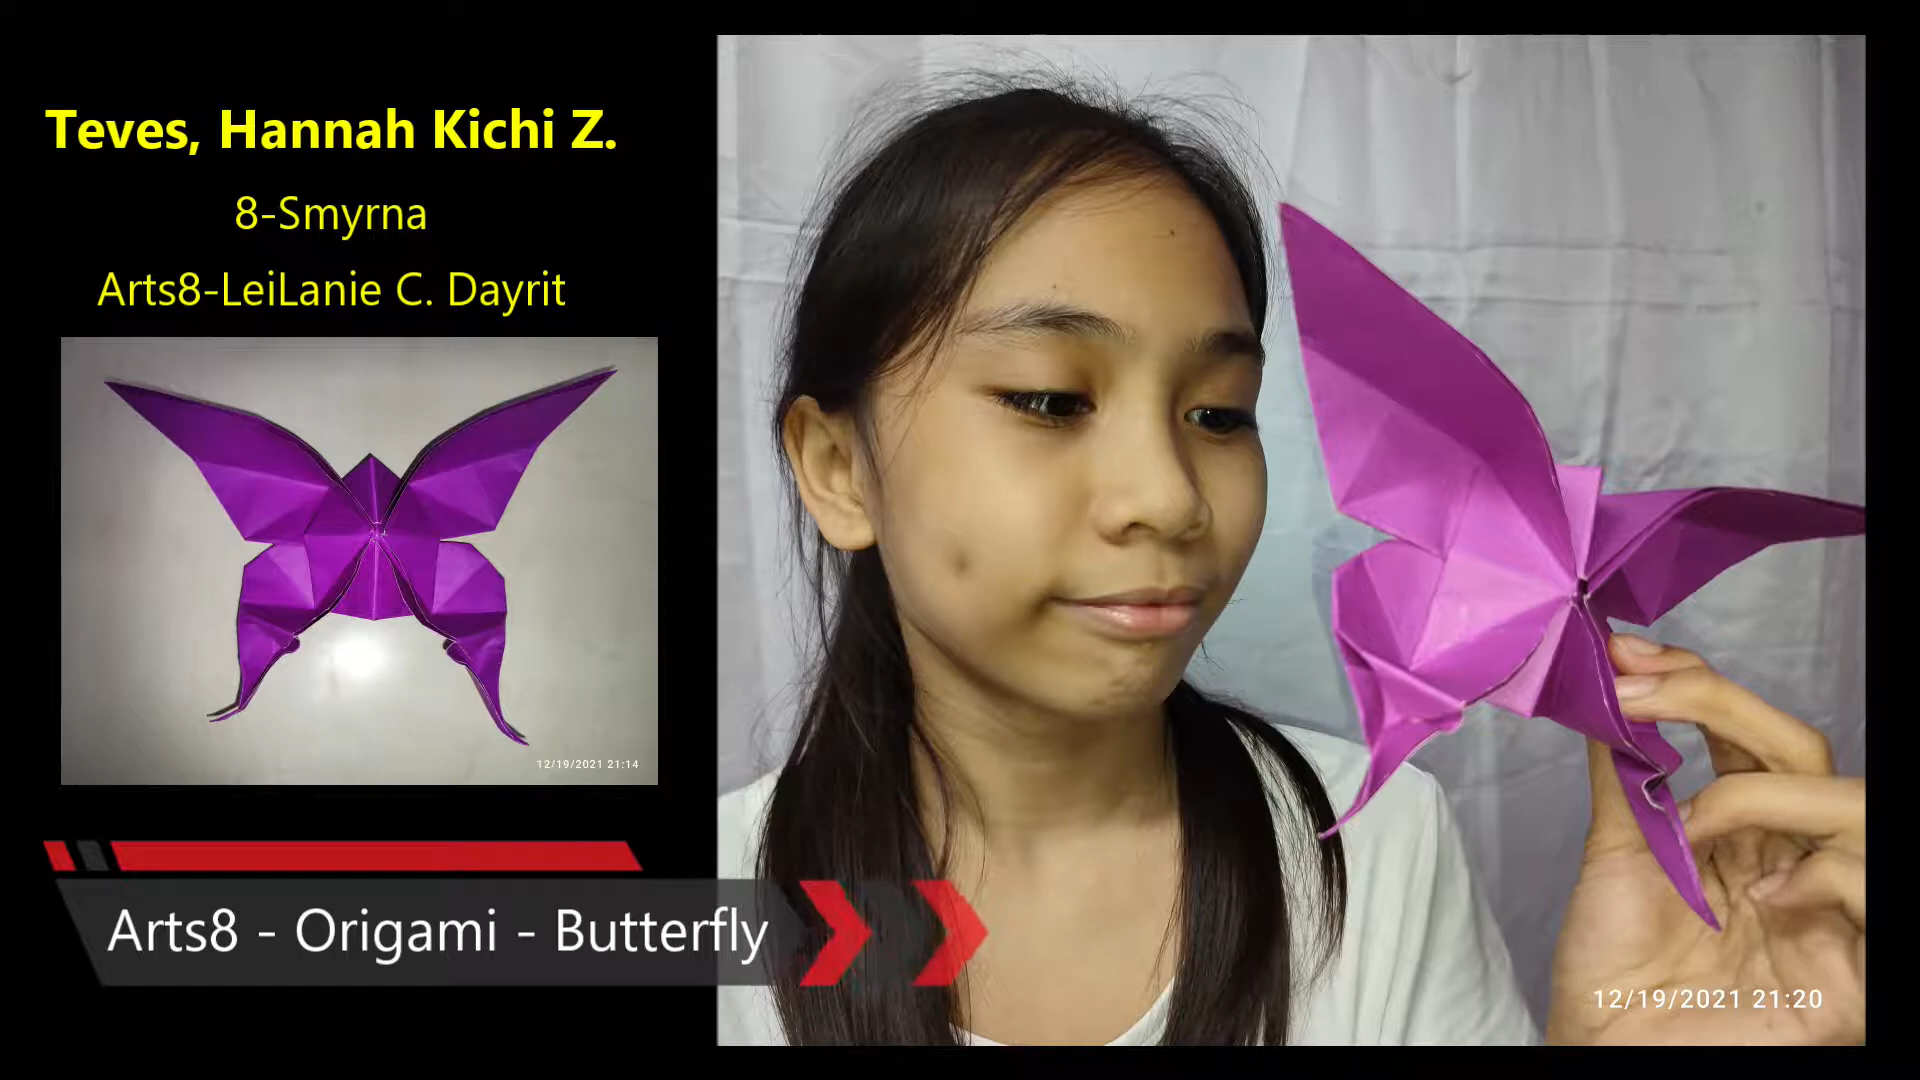 Teves, Hannah Kichi Z.
8-Smyrna
Arts8-LeiLanie C. Dayrit
12/19/2021 21:14
Arts8 - Origami - Butterfly
12/19/2021 21:20